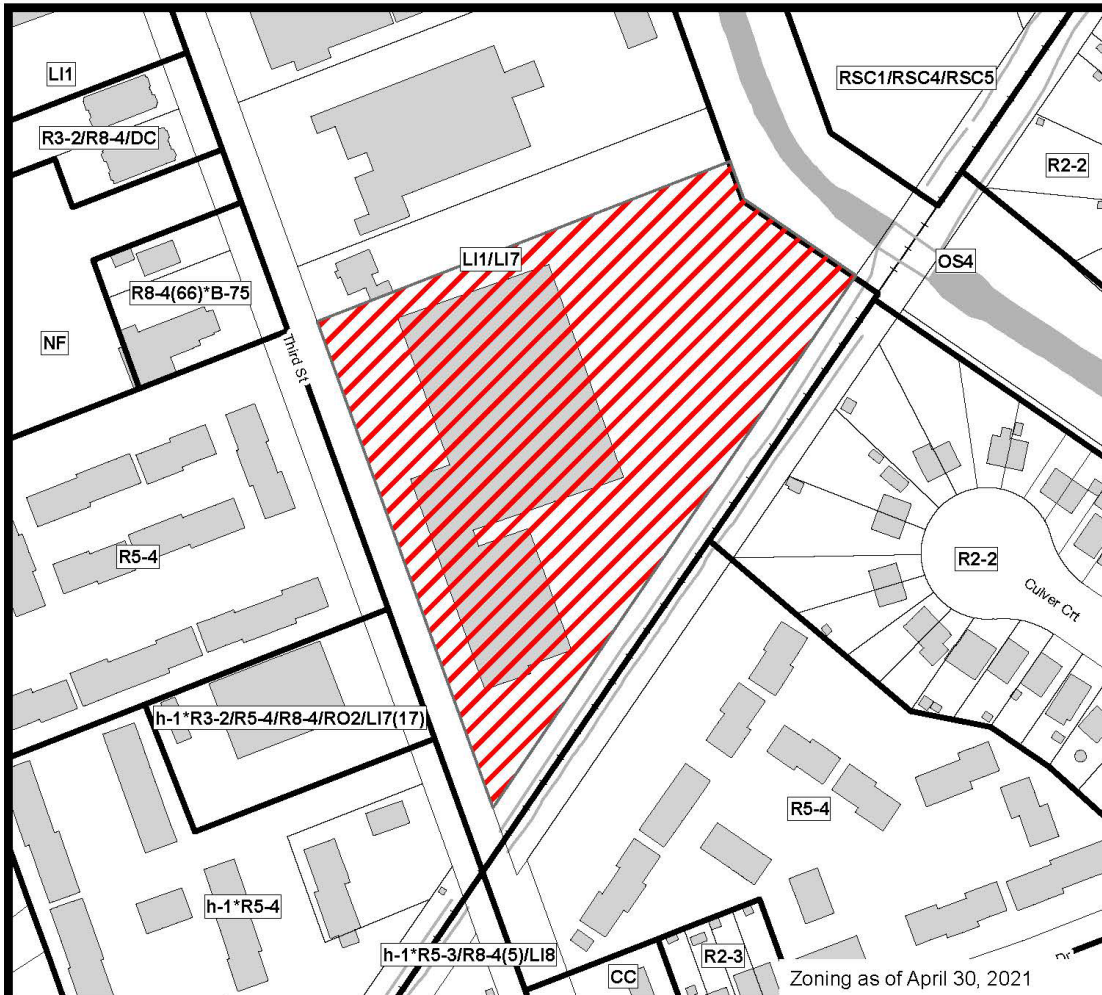 LI1
RSC1/RSC4/RSC5
R3-2/R8-4/DC
R2-2
LI1/LI7
OS4
R8-4(66)*B-75
NF
Third St
R5-4
R2-2
Culver Crt
h-1*R3-2/R5-4/R8-4/RO2/LI7(17)
R5-4
h-1*R5-4
h-1*R5-3/R8-4(5)/LI8
R2-3
CC
Dr
Zoning as of April 30, 2021